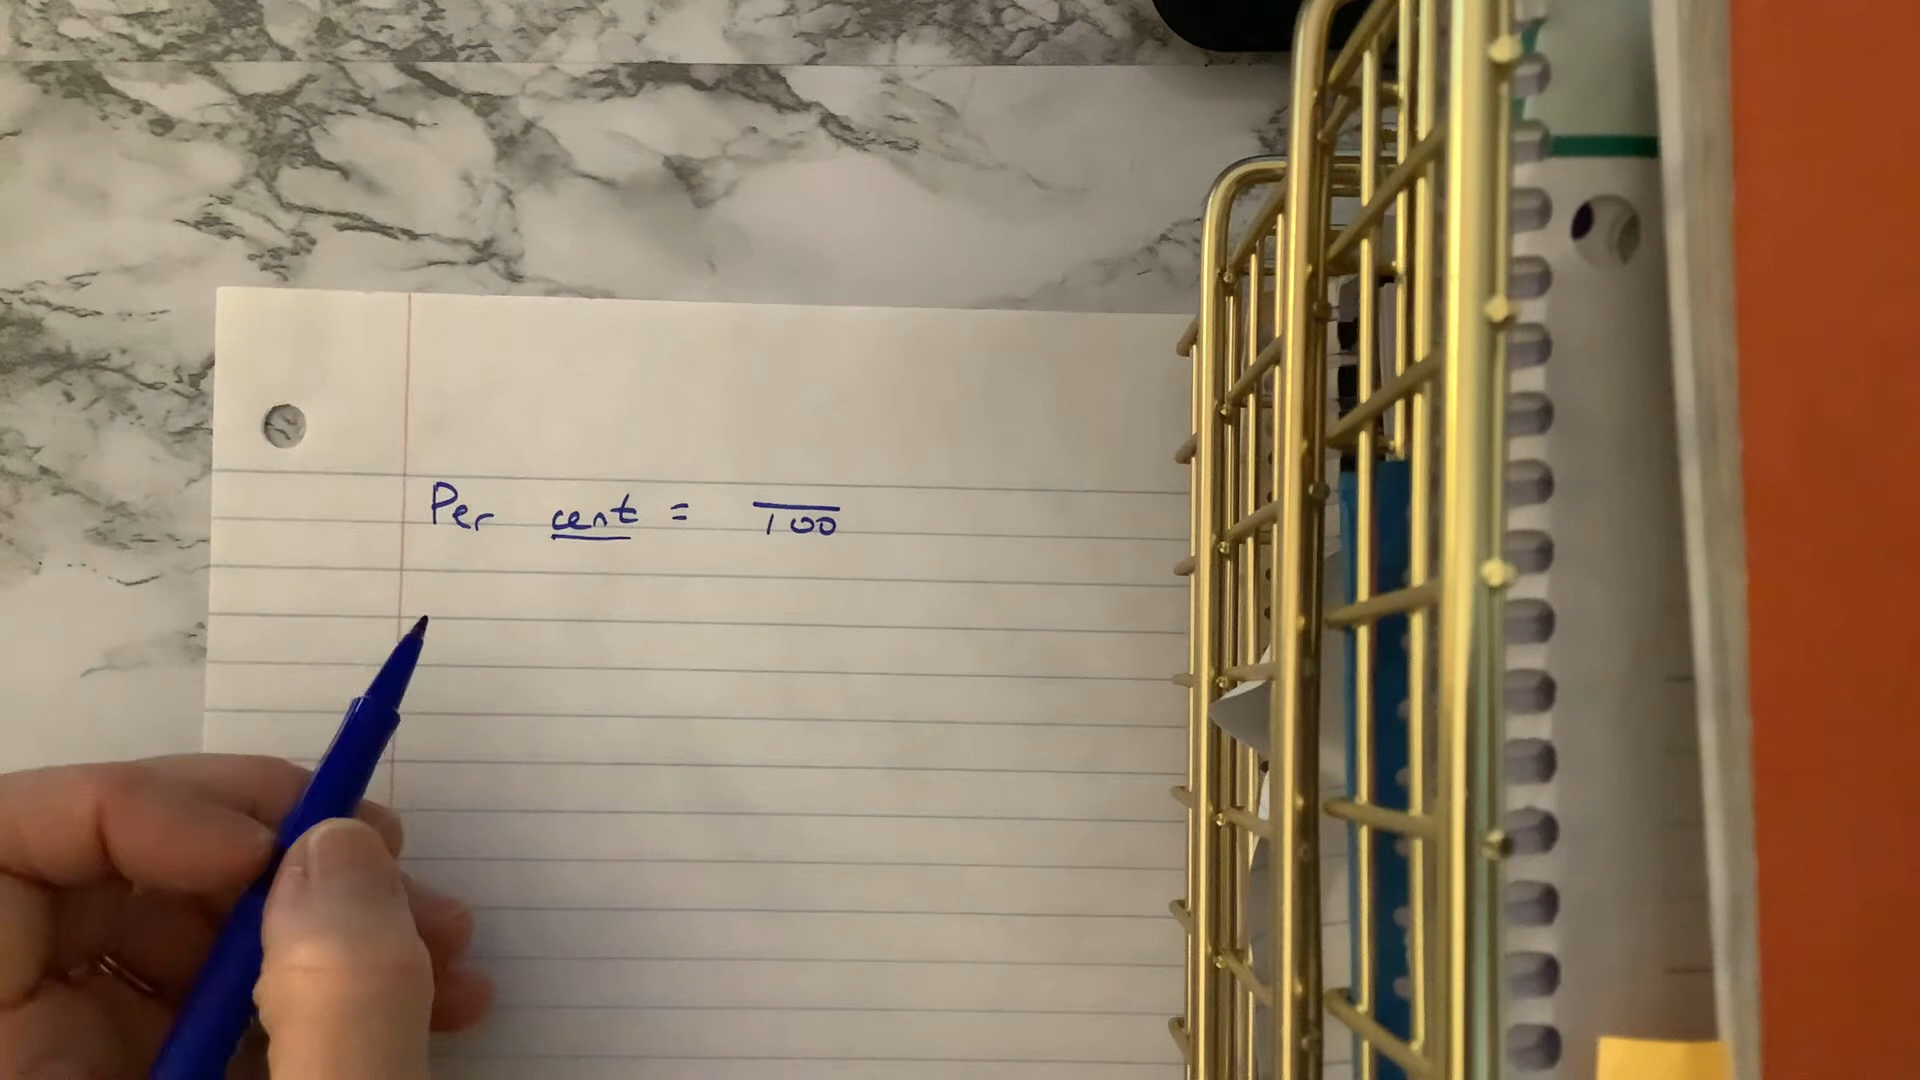 Per cent = /100